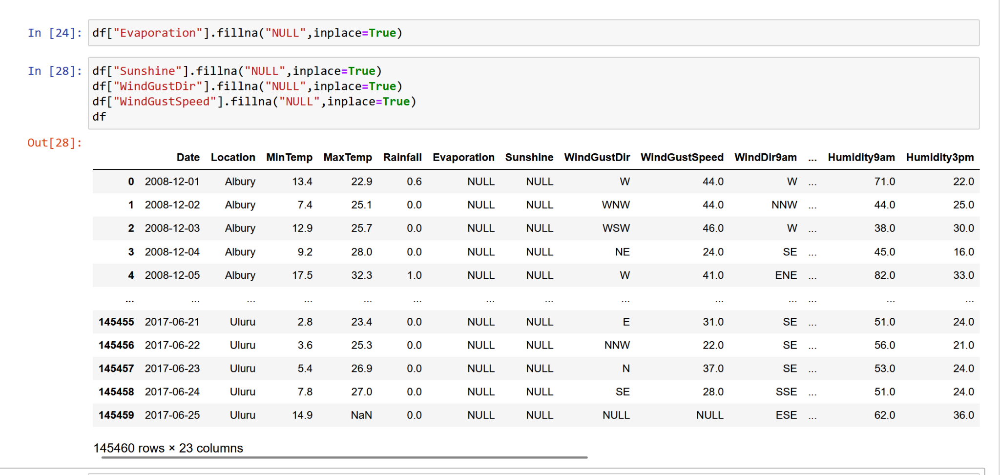 In [24]: df["Evaporation"].fillna("NULL",inplace=True)
In [28]: df["Sunshine"].fillna("NULL",inplace=True)
df["WindGustDir"].fillna("NULL",inplace=True)
df["WindGustSpeed"].fillna("NULL",inplace=True)
df
Out[28]:
Date Location MinTemp MaxTemp Rainfall Evaporation Sunshine WindGustDir WindGustSpeed WindDir9am ... Humidity9am Humidity3pm
0 2008-12-01 Albury 13.4 22.9 0.6 NULL NULL W 44.0 W ... 71.0 22.0
1 2008-12-02 Albury 7.4 25.1 0.0 NULL NULL WNW 44.0 NNW ... 44.0 25.0
2 2008-12-03 Albury 12.9 25.7 0.0 NULL NULL WSW 46.0 W ... 38.0 30.0
3 2008-12-04 Albury 9.2 28.0 0.0 NULL NULL NE 24.0 SE ... 45.0 16.0
4 2008-12-05 Albury 17.5 32.3 1.0 NULL NULL W 41.0 ENE ... 82.0 33.0
... ... ... ... ... ... ... ... ... ... ... ... ... ...
145455 2017-06-21 Uluru 2.8 23.4 0.0 NULL NULL E 31.0 SE ... 51.0 24.0
145456 2017-06-22 Uluru 3.6 25.3 0.0 NULL NULL NNW 22.0 SE ... 56.0 21.0
145457 2017-06-23 Uluru 5.4 26.9 0.0 NULL NULL N 37.0 SE ... 53.0 24.0
145458 2017-06-24 Uluru 7.8 27.0 0.0 NULL NULL SE 28.0 SSE ... 51.0 24.0
145459 2017-06-25 Uluru 14.9 NaN 0.0 NULL NULL NULL NULL ESE ... 62.0 36.0
145460 rows × 23 columns